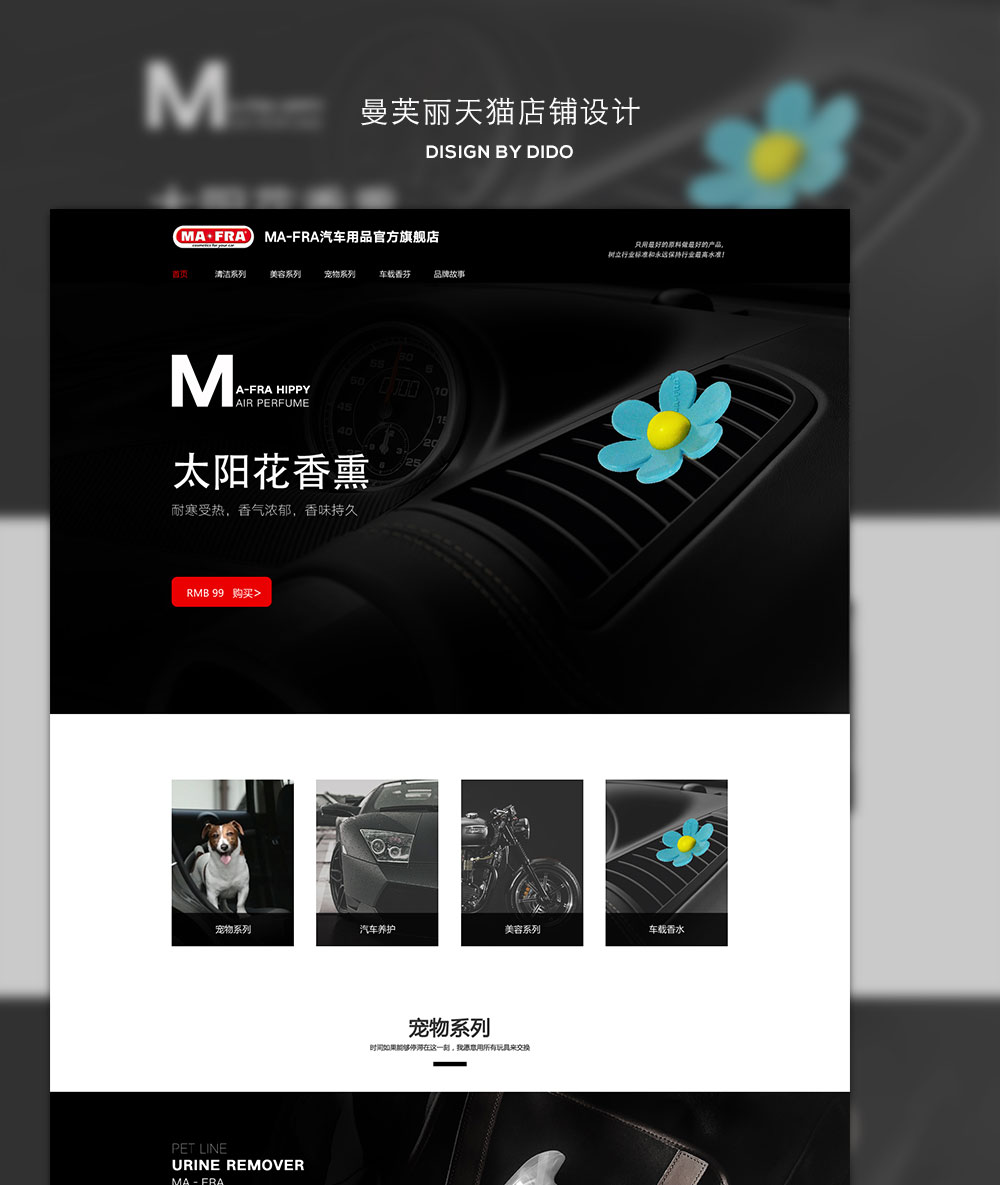 曼芙丽天猫店铺设计
DISIGN BY DIDO
MA-FRA
cosmetics for your car
MA-FRA汽车用品官方旗舰店
只用最好的原料做最好的产品,
树立行业标准和永远保持行业最高水准!
首页 清洁系列 美容系列 宠物系列 车载香芬 品牌故事
MA-FRA HIPPY
AIR PERFUME
太阳花香熏
耐寒受热，香气浓郁，香味持久
RMB 99 购买>
宠物系列 汽车养护 美容系列 车载香水
宠物系列
时间如果能够停滞在这一刻，我愿意用所有玩具来交换
PET LINE
URINE REMOVER
MA - FRA